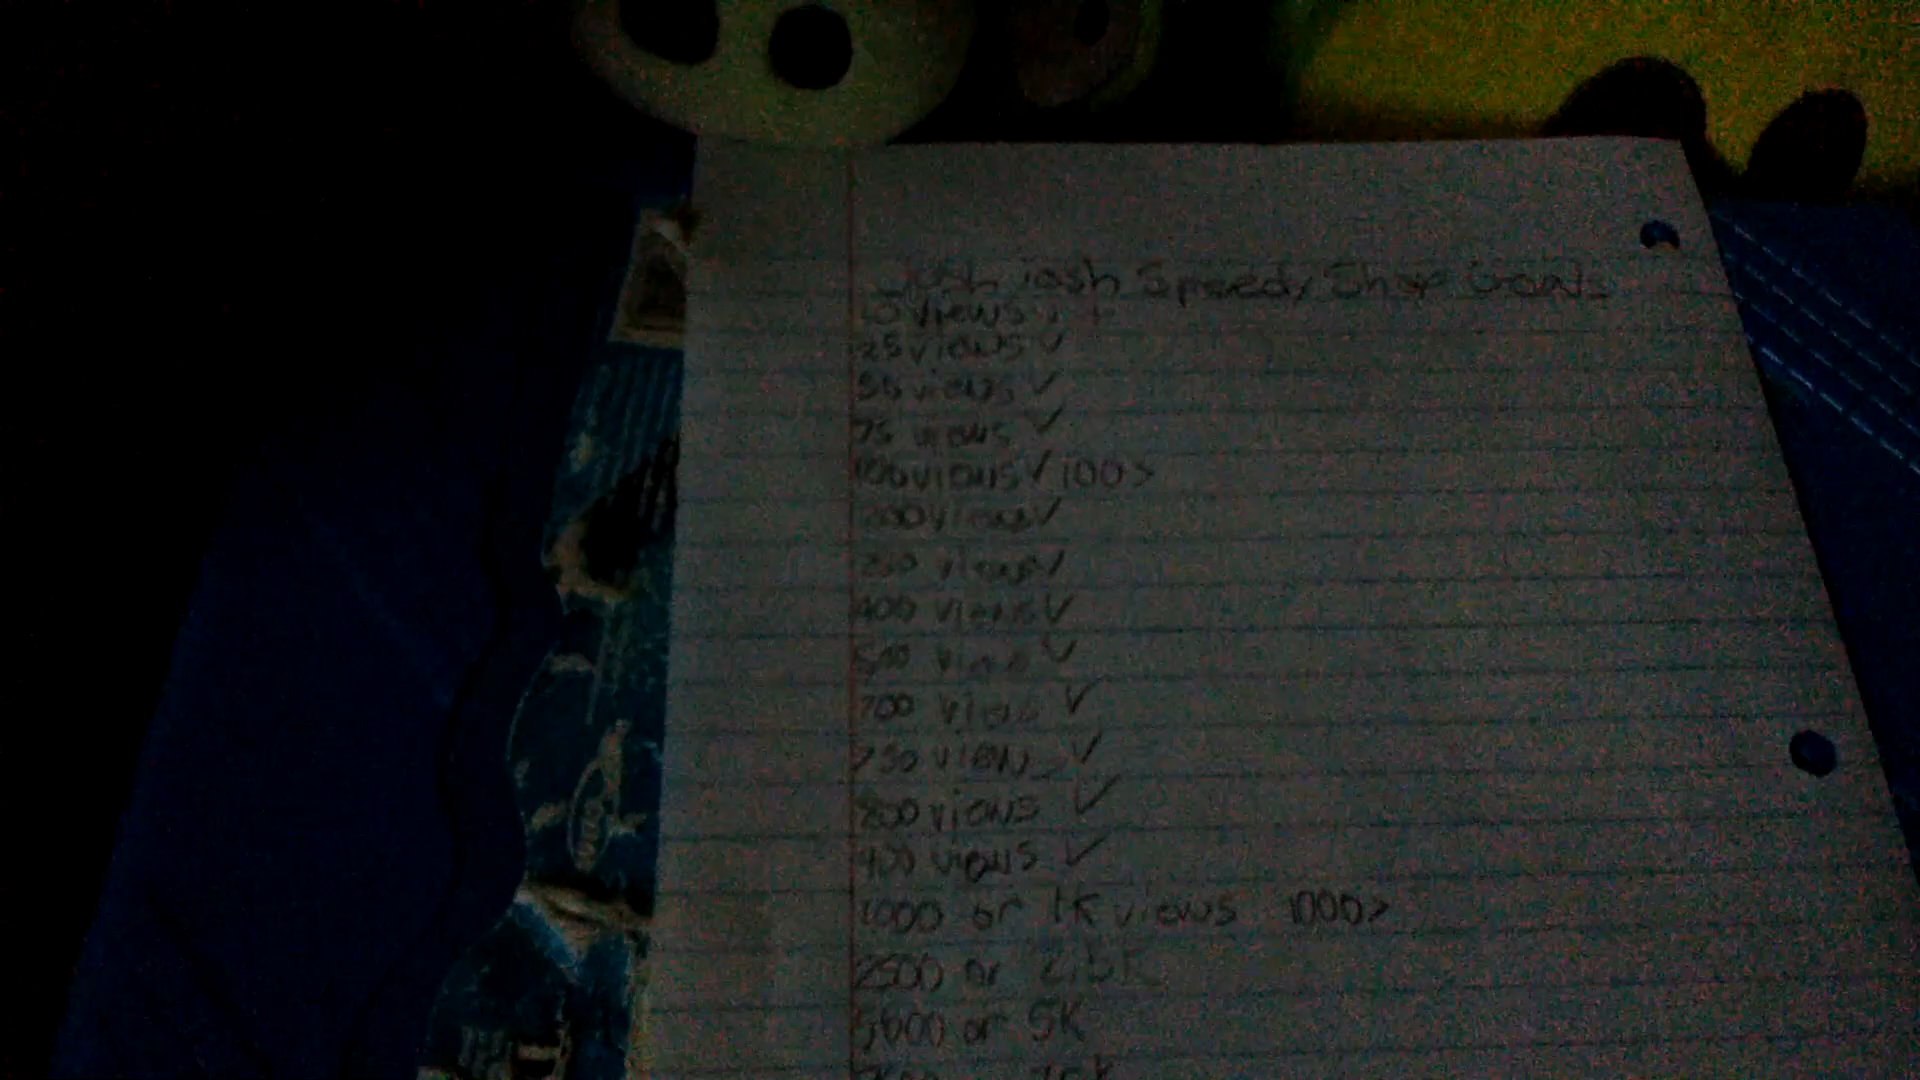 Josh Tosh Speedy Shop Goals
views
25 views ✓
50 views ✓
75 views ✓
100 views ✓ 100>
200 views ✓
250 views ✓
400 views ✓
500 views ✓
700 views ✓
750 views ✓
800 views ✓
900 views ✓
1000 or 1K views 1000>
2500 or 2.5K
5000 or 5K